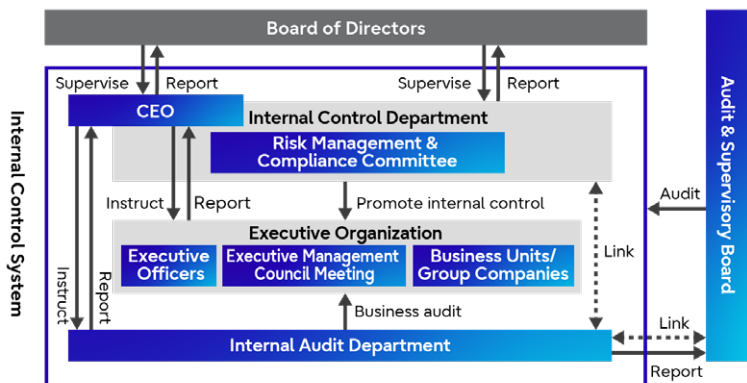 Board of Directors
Supervise
Report
Supervise
Report
CEO
Internal Control Department
Risk Management &
Compliance Committee
Instruct
Report
Promote internal control
Executive Organization
Executive
Officers
Executive Management
Council Meeting
Business Units/
Group Companies
Instruct
Report
Business audit
Link
Internal Audit Department
Audit
Link
Report
Internal Control System
Audit & Supervisory Board